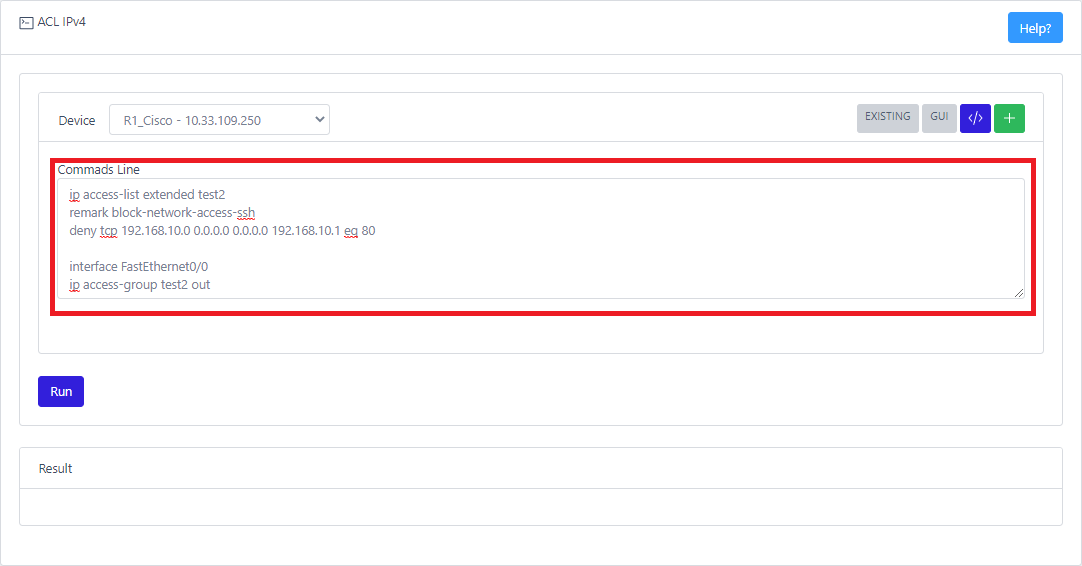 ACL IPv4
Help?
Device
R1_Cisco - 10.33.109.250
EXISTING
GUI
</>
+
Commads Line
ip access-list extended test2
remark block-network-access-ssh
deny tcp 192.168.10.0 0.0.0.0 0.0.0.0 192.168.10.1 eq 80
interface FastEthernet0/0
ip access-group test2 out
Run
Result